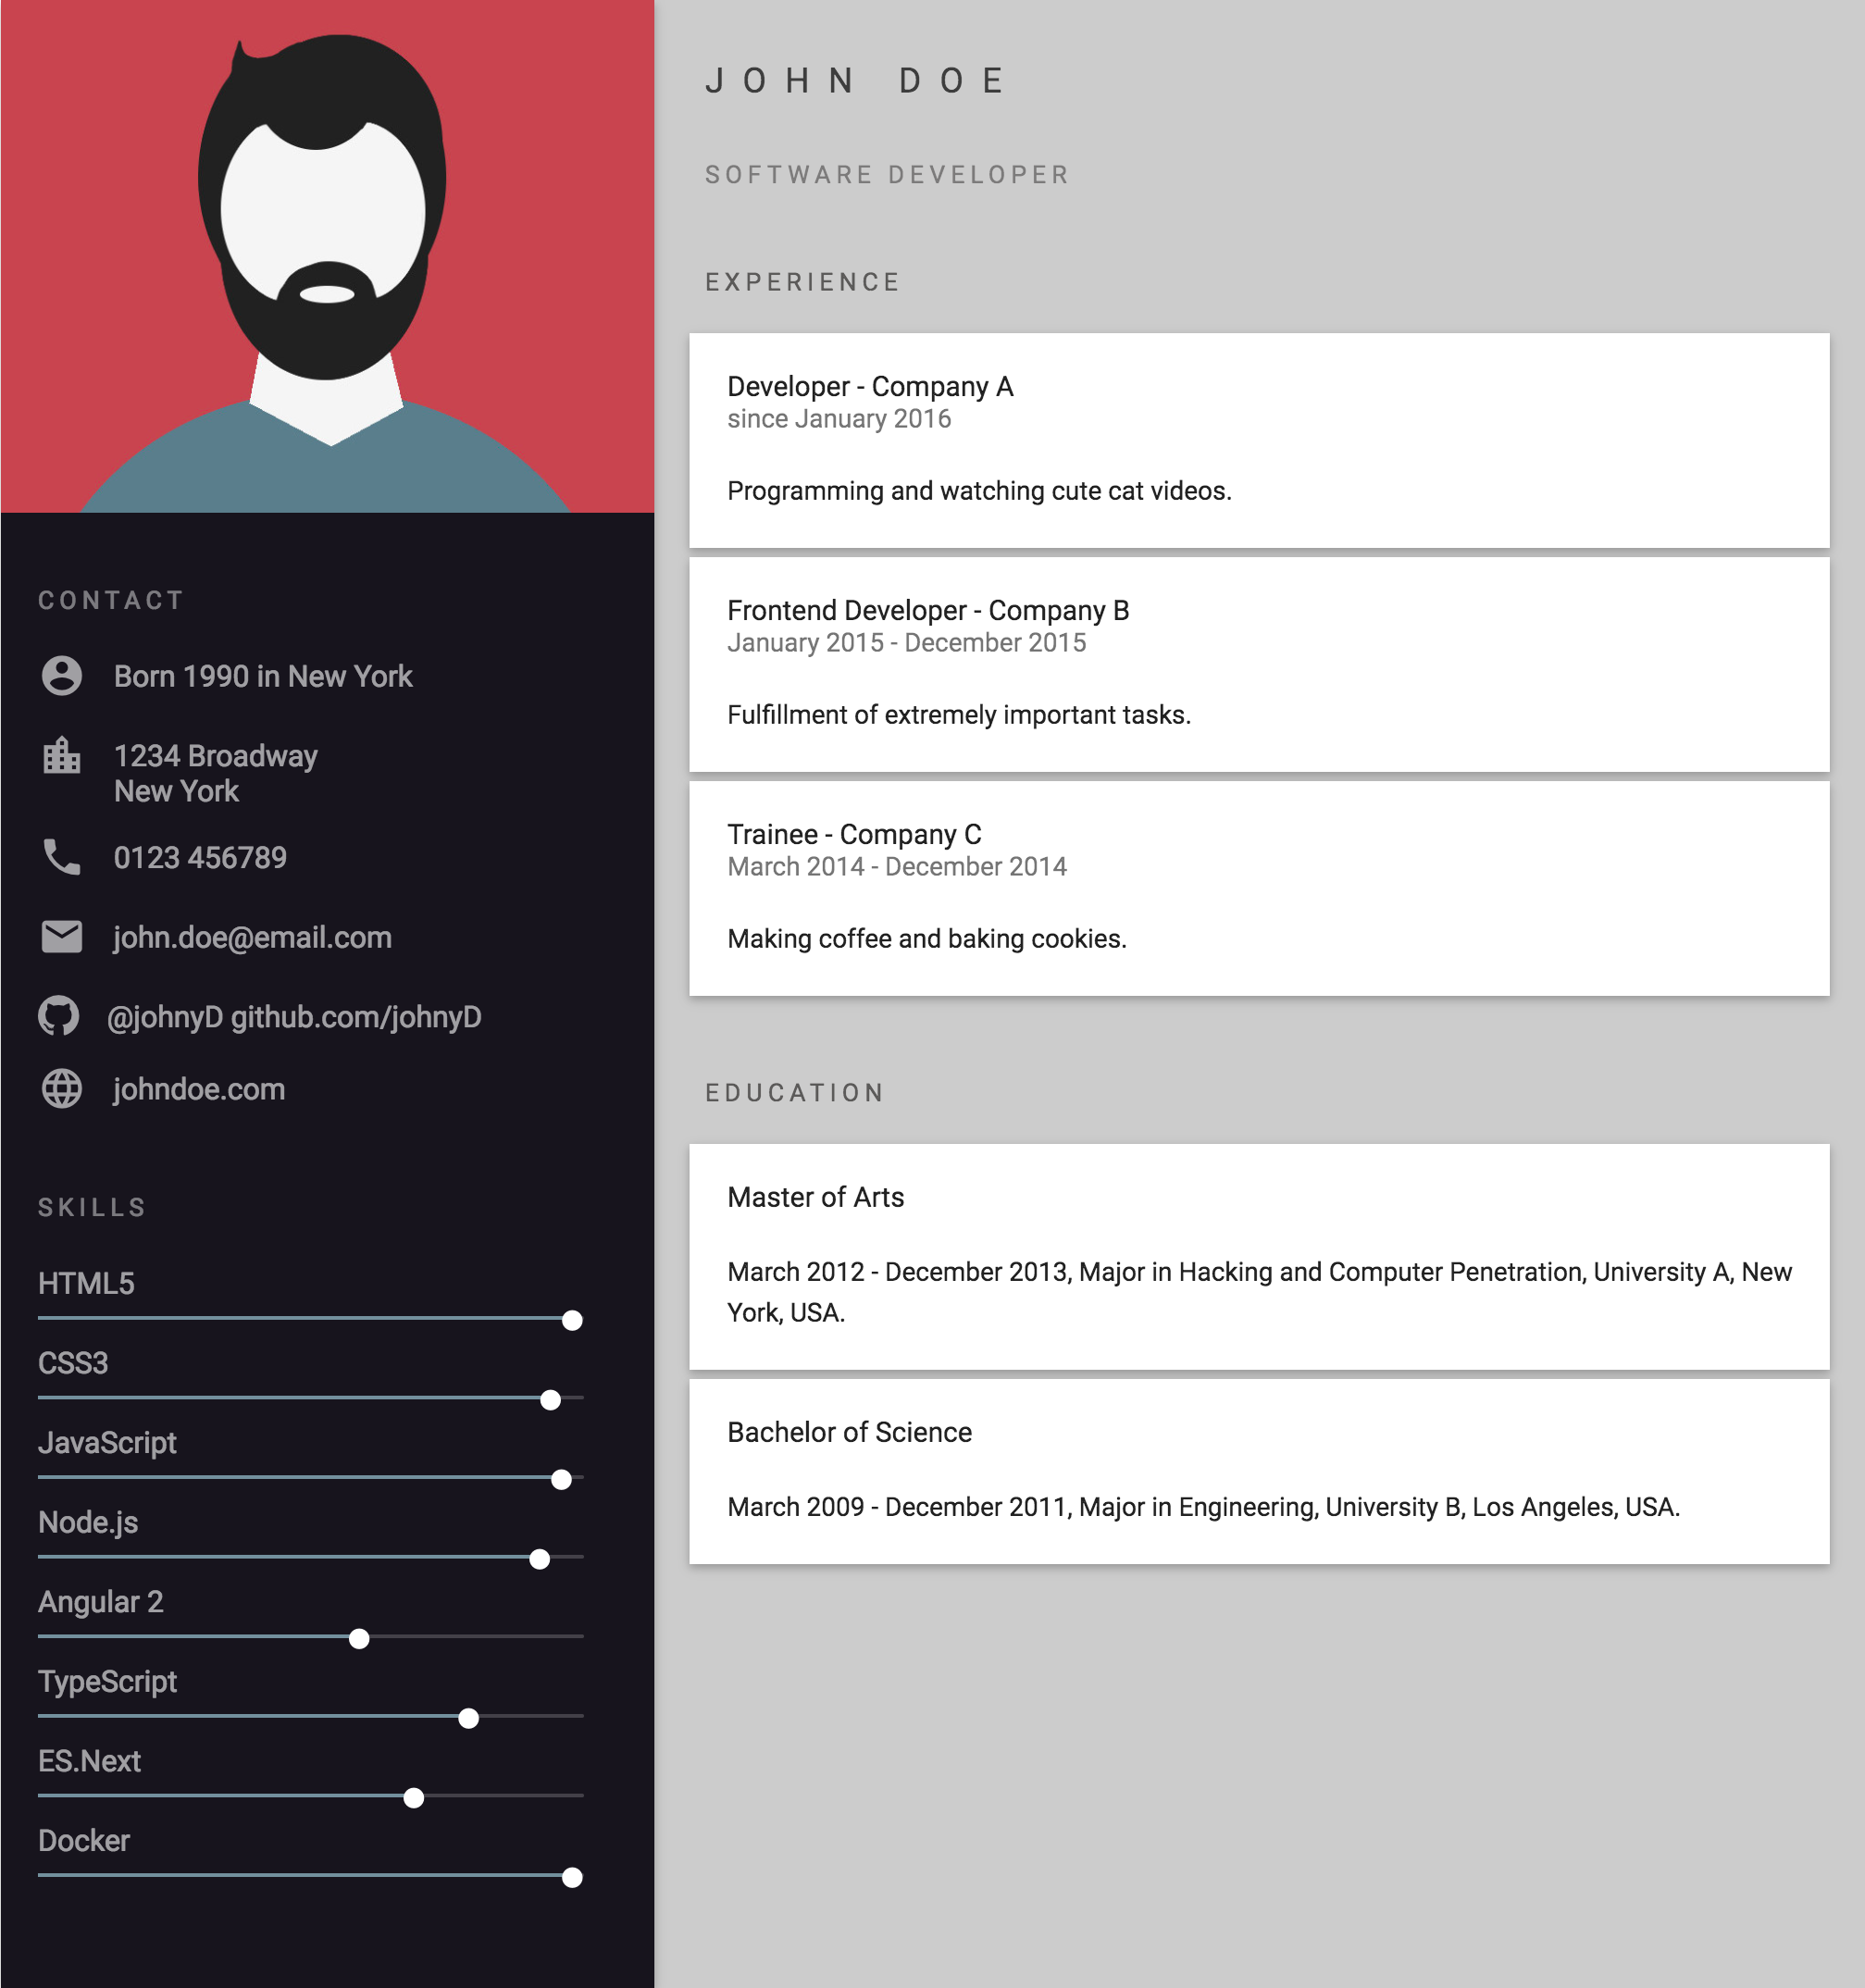 JOHN DOE
SOFTWARE DEVELOPER
EXPERIENCE
Developer - Company A
since January 2016
Programming and watching cute cat videos.
Frontend Developer - Company B
January 2015 - December 2015
Fulfillment of extremely important tasks.
Trainee - Company C
March 2014 - December 2014
Making coffee and baking cookies.
EDUCATION
Master of Arts
March 2012 - December 2013, Major in Hacking and Computer Penetration, University A, New
York, USA.
Bachelor of Science
March 2009 - December 2011, Major in Engineering, University B, Los Angeles, USA.
CONTACT
Born 1990 in New York
1234 Broadway
New York
0123 456789
john.doe@email.com
@johnyD github.com/johnyD
johndoe.com
SKILLS
HTML5
CSS3
JavaScript
Node.js
Angular 2
TypeScript
ES.Next
Docker